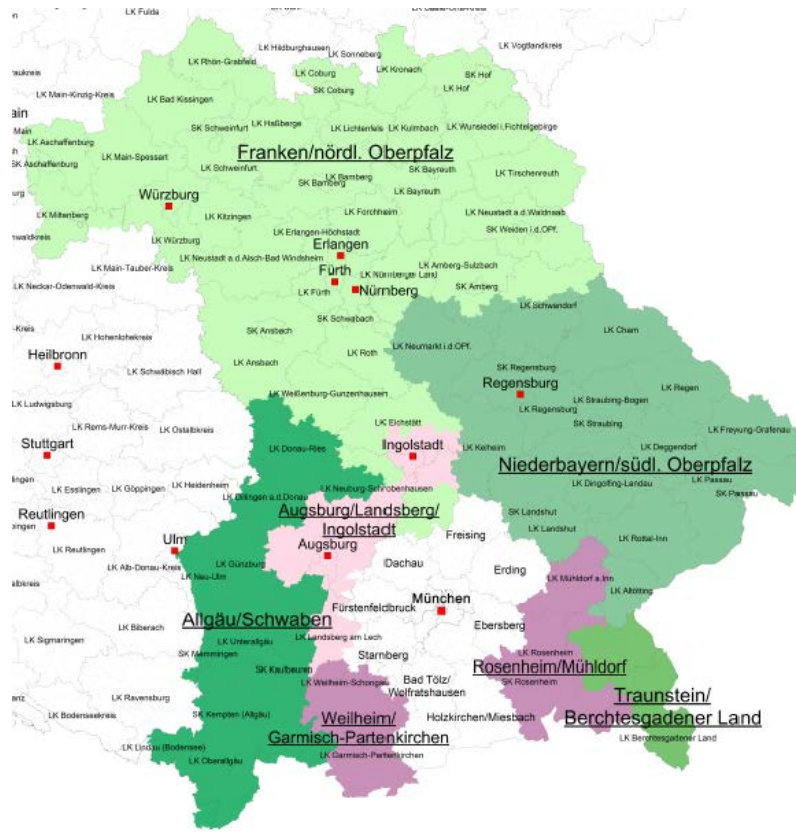 LK Fulda
LK Hildburghausen
LK Sonneberg
LK Vogtlandkreis
LK Rhön-Grabfeld
LK Coburg
LK Kronach
SK Hof
SK Coburg
LK Hof
LK Main-Kinzig-Kreis
LK Bad Kissingen
LK Haßberge
SK Schweinfurt
LK Lichtenfels
LK Kulmbach
LK Wunsiedel i.Fichtelgebirge
Main
LK Aschaffenburg
SK Aschaffenburg
LK Main-Spessart
LK Schweinfurt
Franken/nördl. Oberpfalz
LK Bamberg
SK Bamberg
SK Bayreuth
LK Bayreuth
LK Tirschenreuth
Würzburg
LK Miltenberg
LK Kitzingen
LK Forchheim
LK Neustadt a.d.Waldnaab
SK Weiden i.d.OPf.
LK Würzburg
LK Erlangen-Höchstadt
Erlangen
LK Neustadt a.d.Aisch-Bad Windsheim
LK Main-Tauber-Kreis
Fürth
LK Nürnberger Land
LK Amberg-Sulzbach
SK Amberg
LK Neckar-Odenwald-Kreis
LK Fürth
Nürnberg
LK Schwandorf
SK Schwabach
SK Ansbach
LK Hohenlohekreis
LK Neumarkt i.d.OPf.
LK Cham
Heilbronn
LK Roth
LK Ansbach
LK Schwäbisch Hall
SK Regensburg
Regensburg
LK Regen
LK Weißenburg-Gunzenhausen
LK Straubing-Bogen
LK Ludwigsburg
LK Regensburg
SK Straubing
LK Freyung-Grafenau
LK Rems-Murr-Kreis
LK Ostalbkreis
LK Eichstätt
Stuttgart
Ingolstadt
LK Donau-Ries
LK Kelheim
LK Deggendorf
Niederbayern/südl. Oberpfalz
LK Esslingen
LK Göppingen
LK Heidenheim
LK Dillingen a.d.Donau
LK Neuburg-Schrobenhausen
LK Dingolfing-Landau
LK Passau
SK Passau
Reutlingen
Augsburg/Landsberg/
Ingolstadt
SK Landshut
LK Landshut
LK Rottal-Inn
Ulm
LK Reutlingen
LK Alb-Donau-Kreis
LK Günzburg
LK Neu-Ulm
Augsburg
Dachau
Freising
Erding
LK Mühldorf a.Inn
LK Altötting
München
Fürstenfeldbruck
Allgäu/Schwaben
LK Biberach
LK Unterallgäu
LK Landsberg am Lech
Ebersberg
LK Sigmaringen
SK Memmingen
Starnberg
LK Rosenheim
Rosenheim/Mühldorf
SK Rosenheim
SK Kaufbeuren
LK Weilheim-Schongau
Bad Tölz/
Wolfratshausen
LK Ravensburg
Traunstein/
Berchtesgadener Land
LK Bodenseekreis
SK Kempten (Allgäu)
Weilheim/
Garmisch-Partenkirchen
Holzkirchen/Miesbach
LK Berchtesgadener Land
LK Lindau (Bodensee)
LK Oberallgäu
LK Garmisch-Partenkirchen